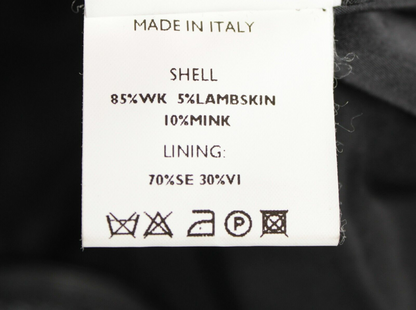 MADE IN ITALY
SHELL
85%WK 5%LAMBSKIN
10%MINK
LINING:
70%SE 30%VI
P